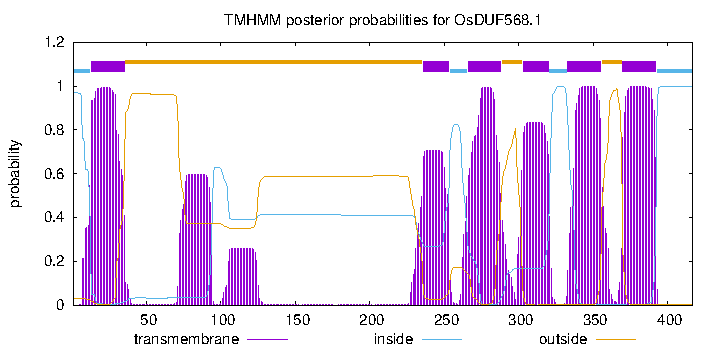 TMHMM posterior probabilities for OsDUF568.1
1.2
1
0.8
0.6
0.4
0.2
0
probability
50 100 150 200 250 300 350 400
transmembrane inside outside